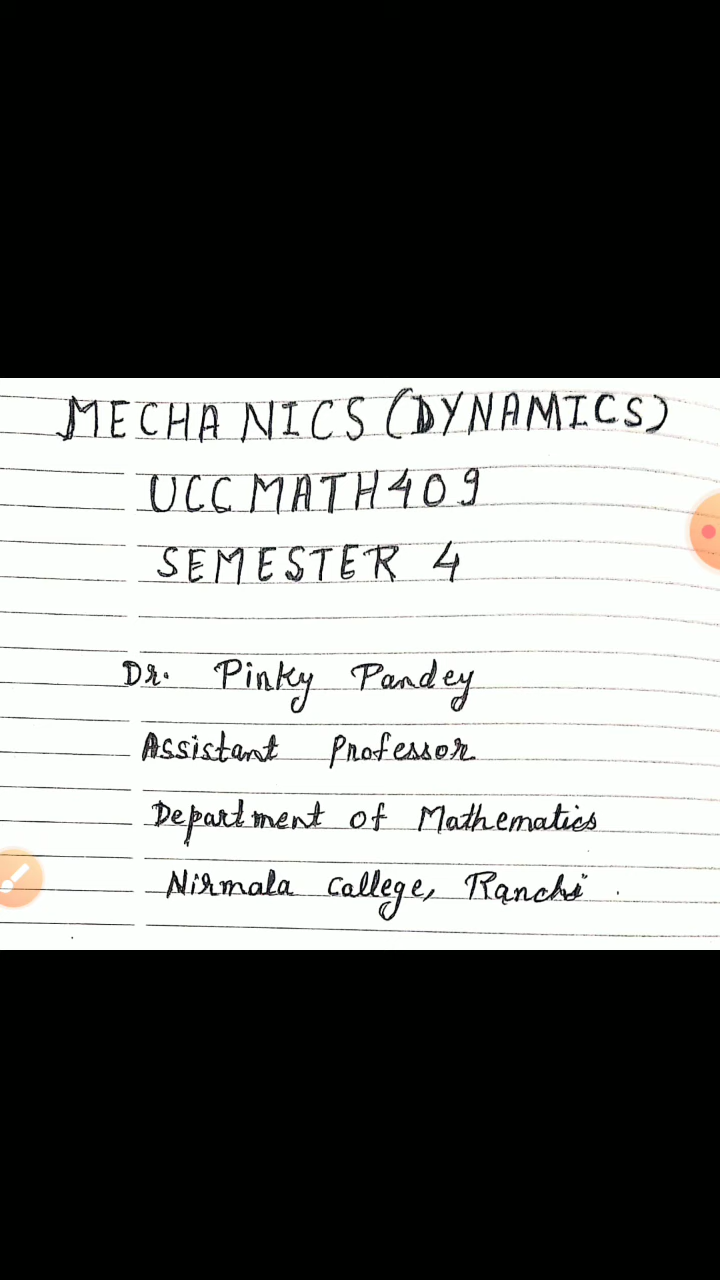 MECHANICS (DYNAMICS)
UCC MATH 409
SEMESTER 4
Dr. Pinky Pandey
Assistant Professor
Department of Mathematics
Nirmala College, Ranchi.